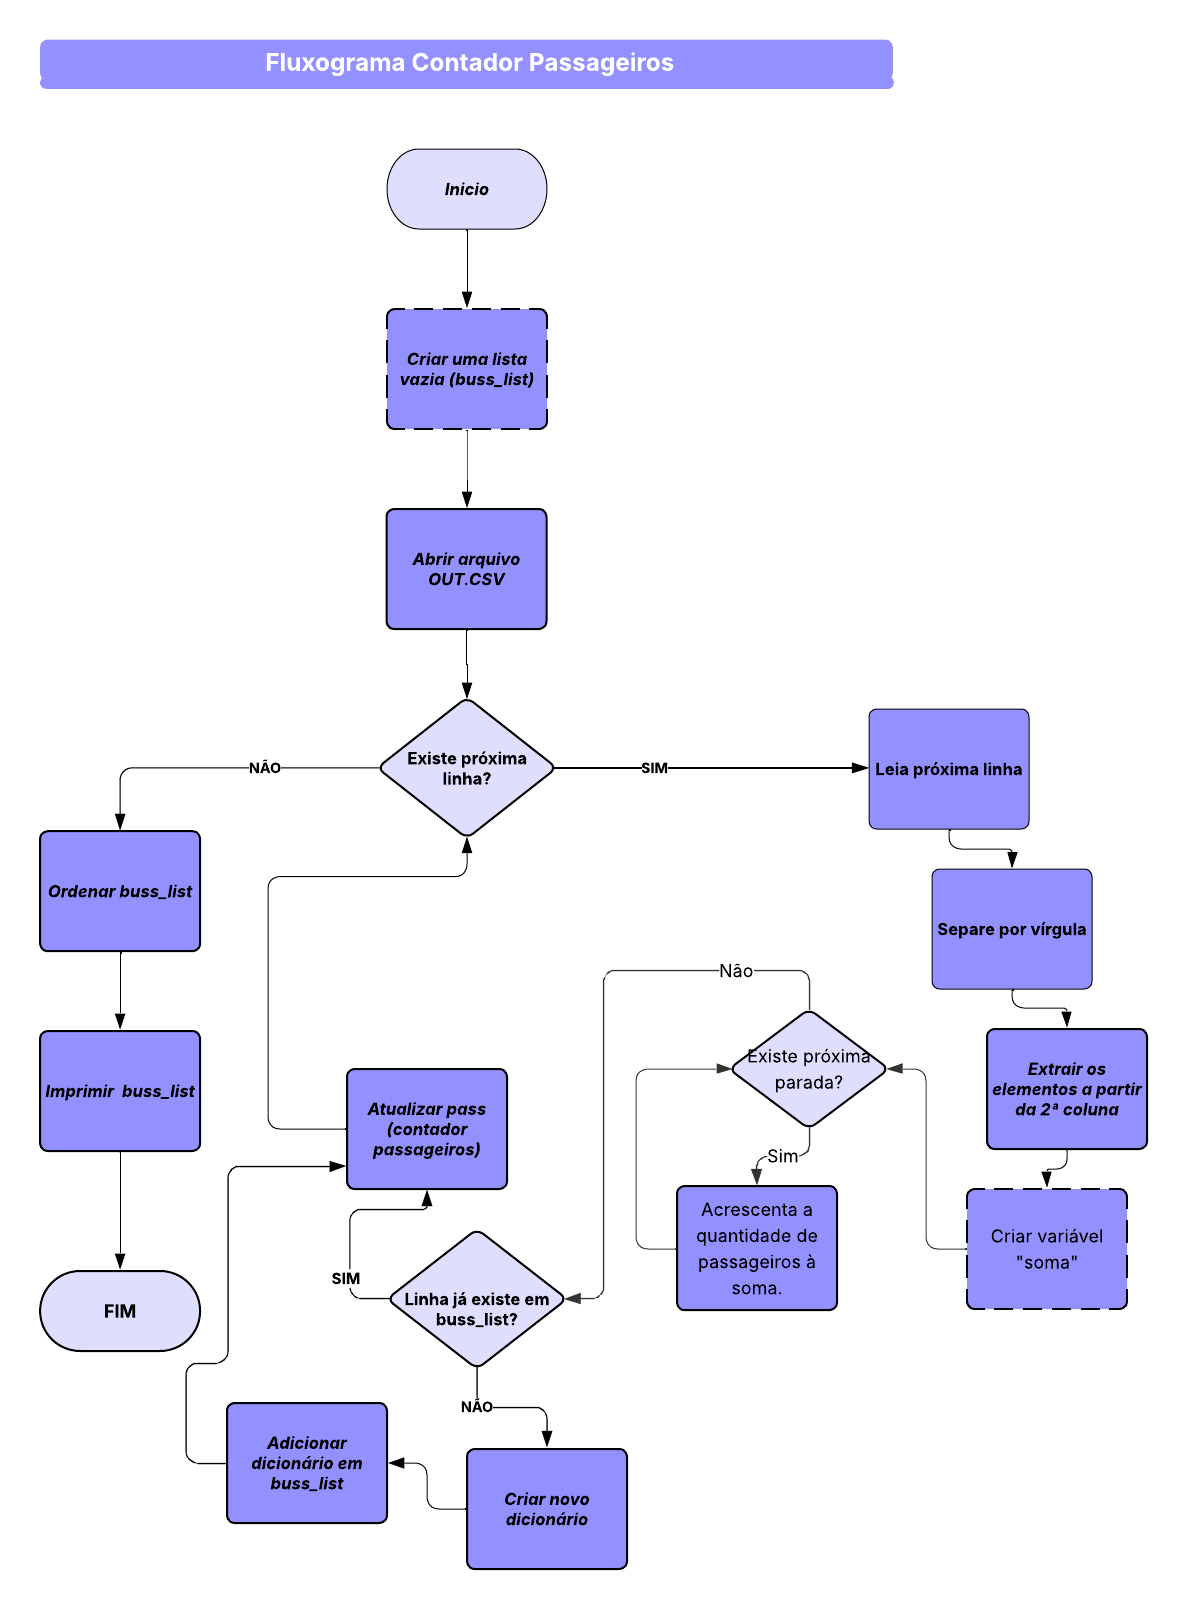 Fluxograma Contador Passageiros
Inicio
Criar uma lista
vazia (buss_list)
Abrir arquivo
OUT.CSV
Existe próxima
linha?
NÃO
SIM
Leia próxima linha
Ordenar buss_list
Separe por vírgula
Imprimir  buss_list
Não
Existe próxima
parada?
Extrair os
elementos a partir
da 2ª coluna
Atualizar pass
(contador
passageiros)
Sim
Acrescenta a
quantidade de
passageiros à
soma.
Criar variável
"soma"
SIM
Linha já existe em
buss_list?
FIM
NÃO
Adicionar
dicionário em
buss_list
Criar novo
dicionário